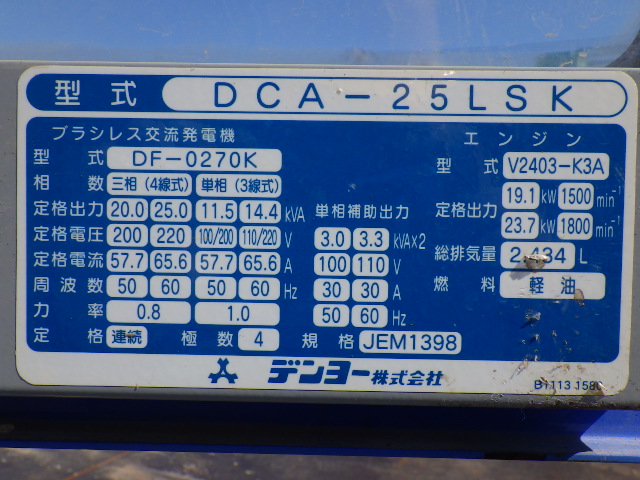 型式 DCA-25LSK
ブラシレス交流発電機
型式 DF-0270K
相数 三相(4線式) 単相(3線式)
定格出力 20.0 25.0 11.5 14.4 kVA
定格電圧 200 220 100/200 110/220 V
定格電流 57.7 65.6 57.7 65.6 A
周波数 50 60 50 60 Hz
力率 0.8 1.0
定格 連続 極数 4 規格 JEM1398
単相補助出力
3.0 3.3 kVA×2
100 110 V
30 30 A
50 60 Hz
エンジン
型式 V2403-K3A
定格出力 19.1 kW 1500 min⁻¹
23.7 kW 1800 min⁻¹
総排気量 2.434 L
燃料 軽油
デンヨー株式会社